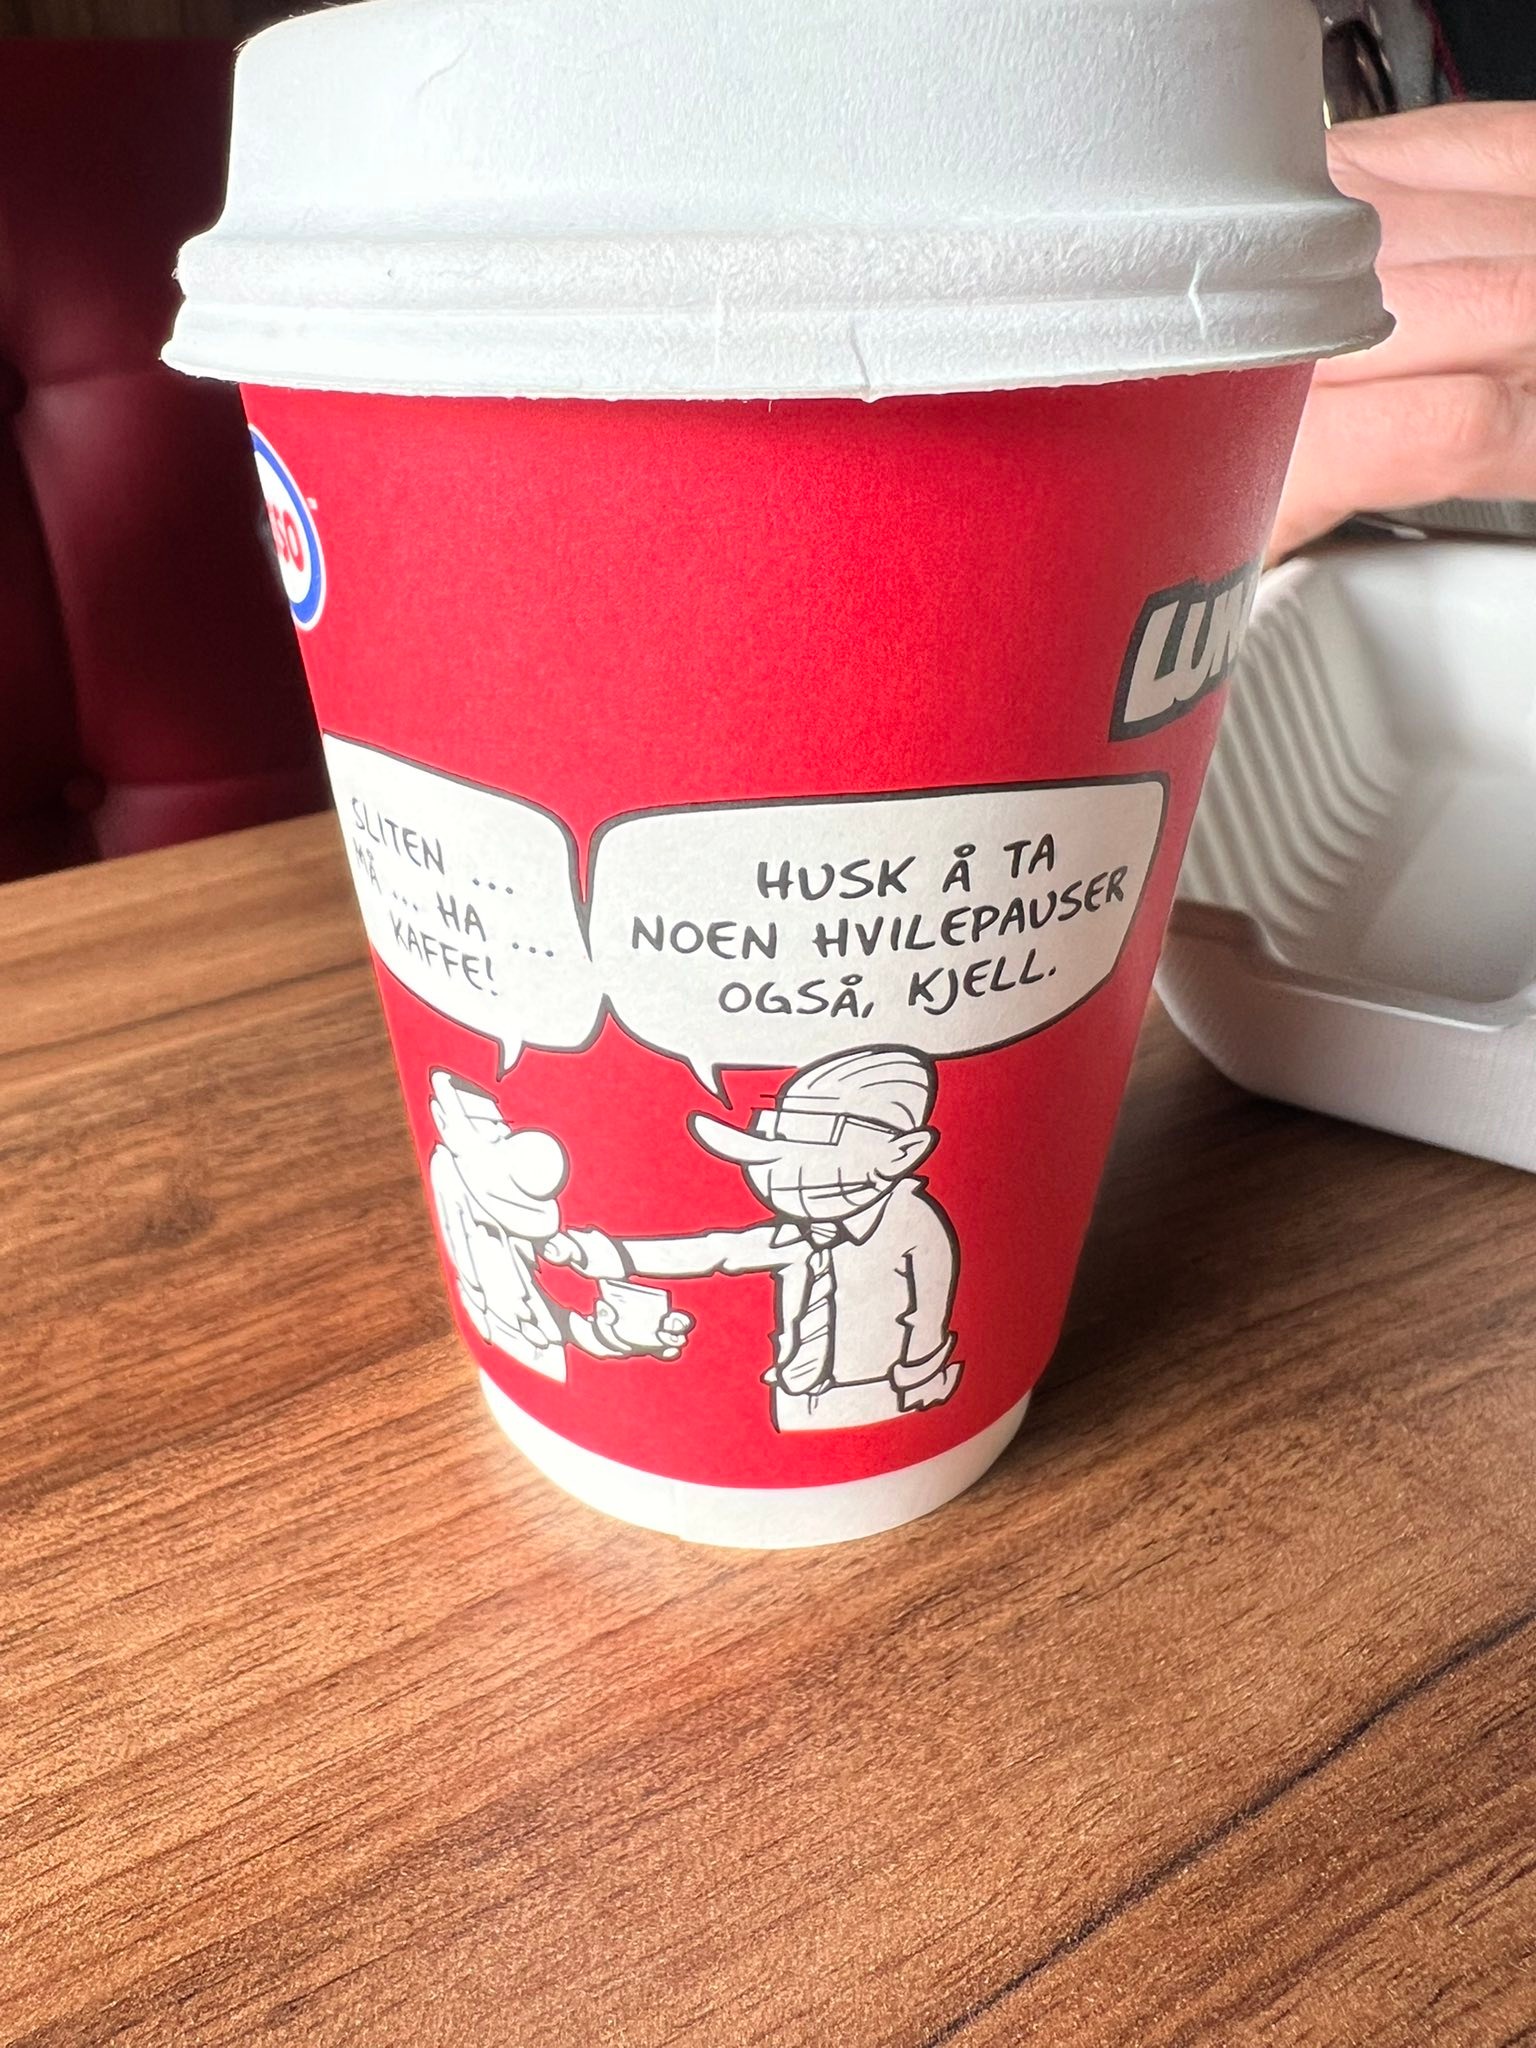 SLITEN ...
MÅ ... HA ...
KAFFE!
HUSK Å TA
NOEN HVILEPAUSER
OGSÅ, KJELL.